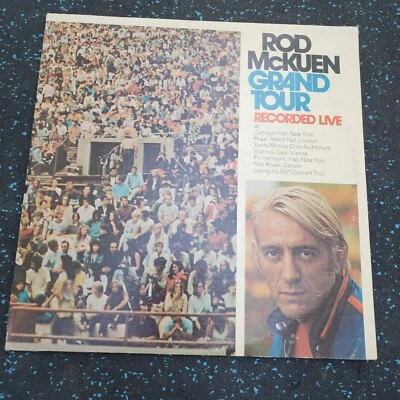 ROD
McKUEN
GRAND
TOUR
RECORDED LIVE
at
Carnegie Hall, New York
Royal Albert Hall, London
Santa Monica Civic Auditorium
Brahms-Saal, Vienna
Philharmonic Hall, New York
Red Rocks, Denver
during his 1971 Concert Tour